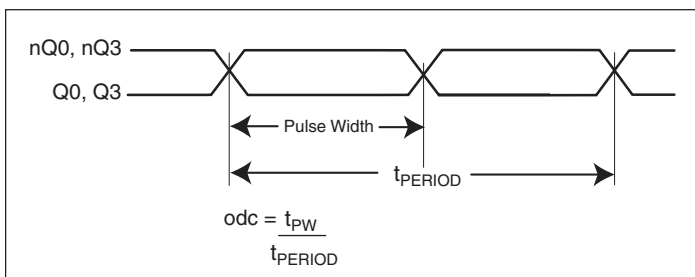 nQ0, nQ3
Q0, Q3
Pulse Width
tPERIOD
odc = tPW
tPERIOD